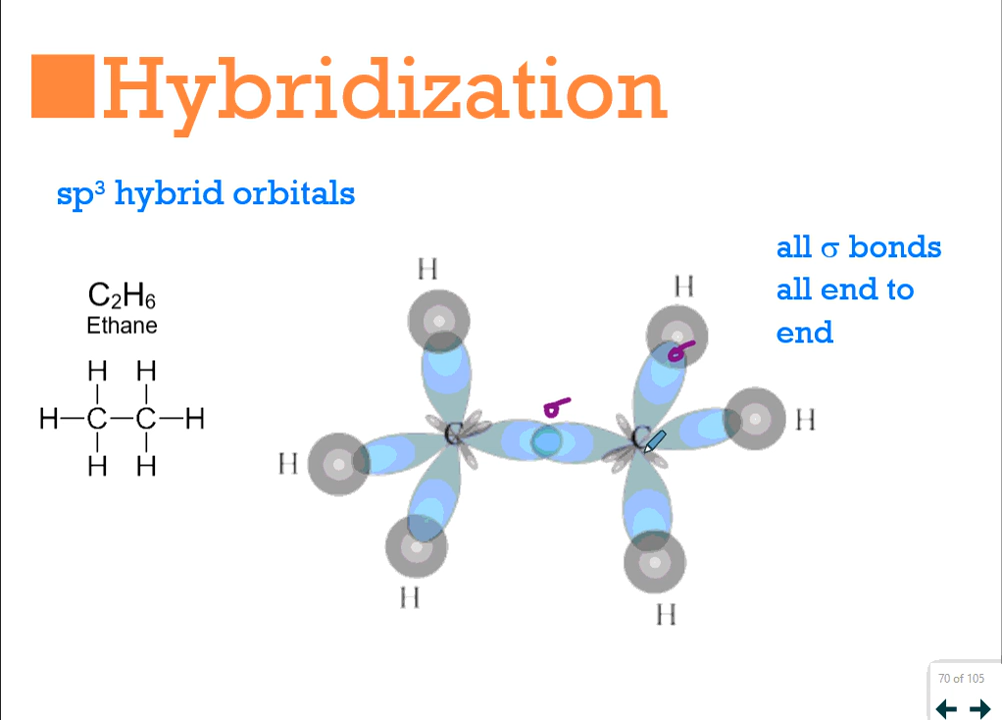 Hybridization
sp³ hybrid orbitals
all σ bonds
all end to
end
C₂H₆
Ethane
H H
H–C–C–H
H H
H
H
σ
σ
C
C
H
H
H
H
70 of 105